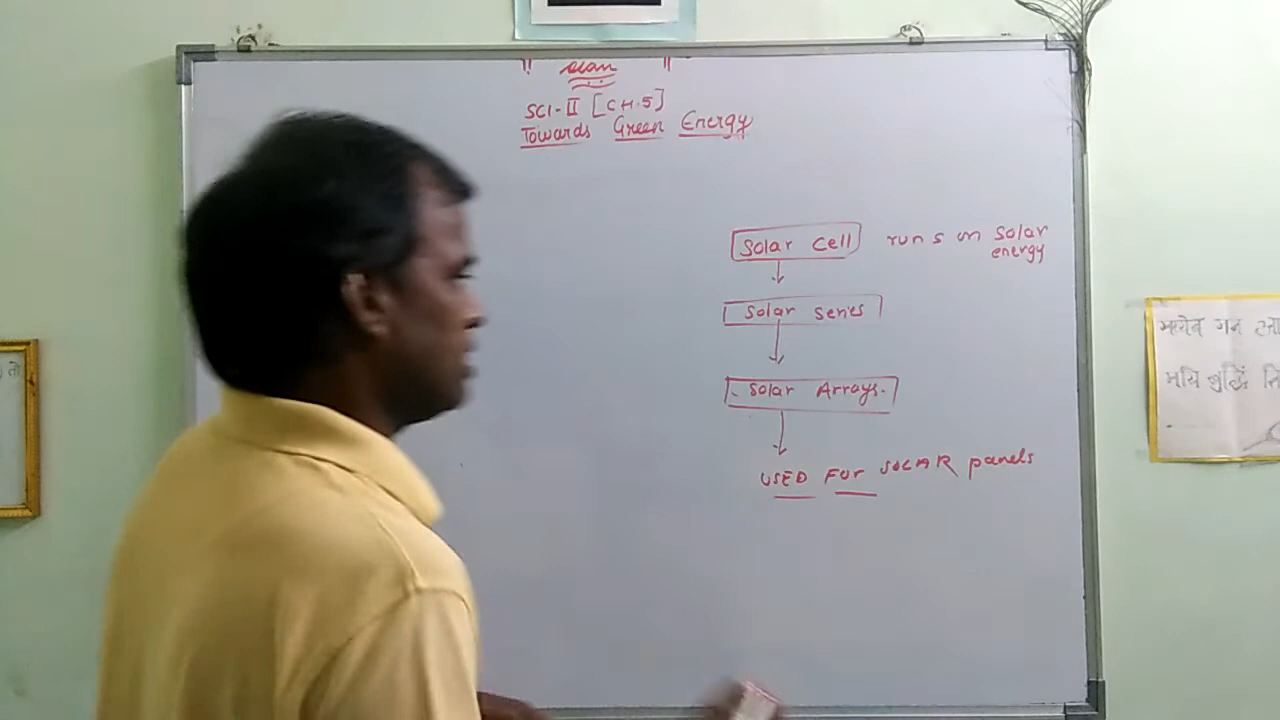 SCI-II [CH.5]
Towards Green Energy
Solar Cell runs on solar
energy
Solar Series
Solar Arrays.
USED FOR SOLAR panels